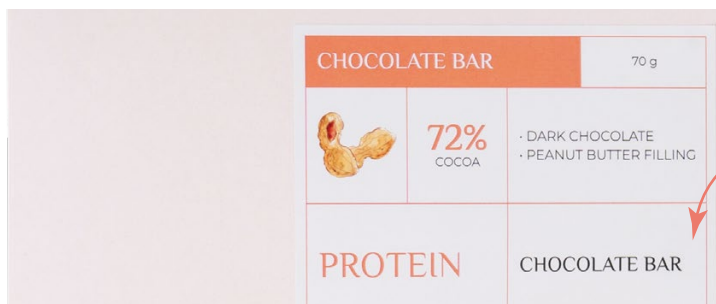 CHOCOLATE BAR
70 g
72%
COCOA
· DARK CHOCOLATE
· PEANUT BUTTER FILLING
PROTEIN
CHOCOLATE BAR